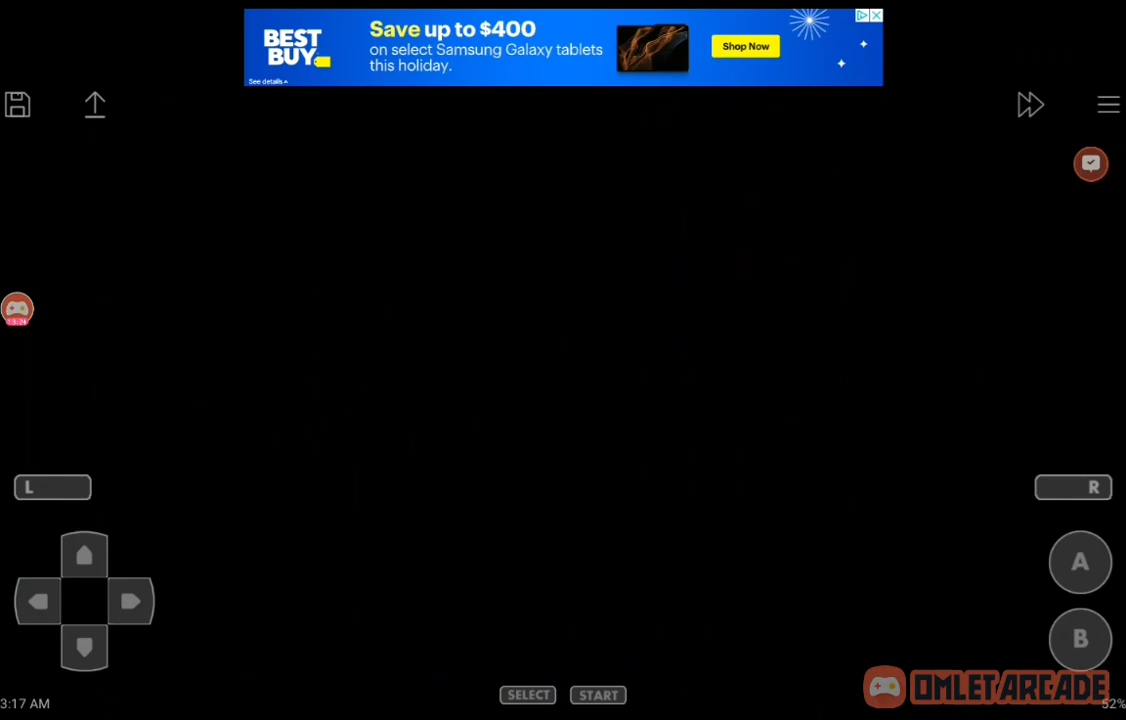 BEST
BUY
Save up to $400
on select Samsung Galaxy tablets
this holiday.
See details
Shop Now
L
R
A
B
SELECT
START
OMLET ARCADE
3:17 AM
52%